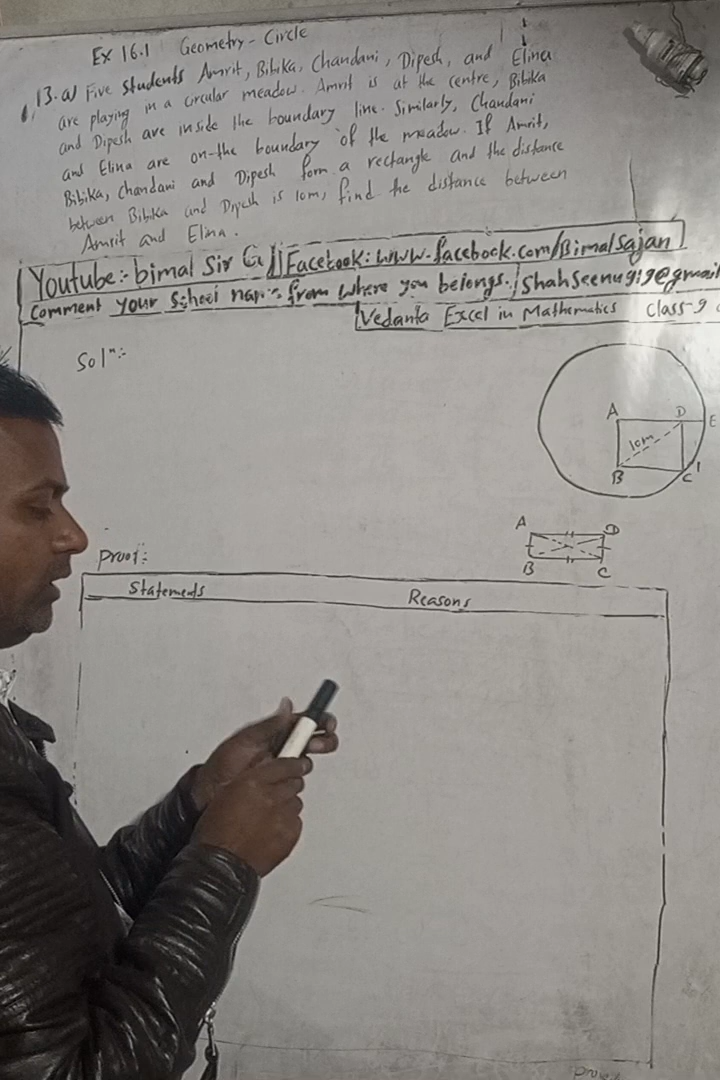 Ex 16.1 Geometry - Circle
13. a) Five Students Amrit, Bibika, Chandani, Dipesh, and Elina
are playing in a circular meadow. Amrit is at the centre, Bibika
and Dipesh are inside the boundary line. Similarly, Chandani
and Elina are on-the boundary of the meadow. If Amrit,
Bibika, Chandani and Dipesh form a rectangle and the distance
between Bibika and Dipesh is 10m, find the distance between
Amrit and Elina.
Youtube:- bimal Sir
Facebook: www.facebook.com/Bimalsajan
Comment your School name from where you belongs.
Vedanta Excel in Mathematics Class-9
Solⁿ:-
A D E
10m
B C
A D
B C
Proof:-
Statements Reasons